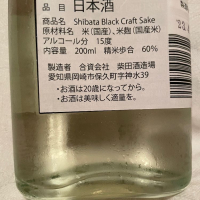 品目 日本酒
商品名 Shibata Black Craft Sake
原材料名 米(国産)、米麹(国産米)
アルコール分 15度
内容量 200ml 精米歩合 60%
製造者 合資会社 柴田酒造場
愛知県岡崎市保久町字神水39
・お酒は20歳になってから。
・お酒は美味しく適量を。